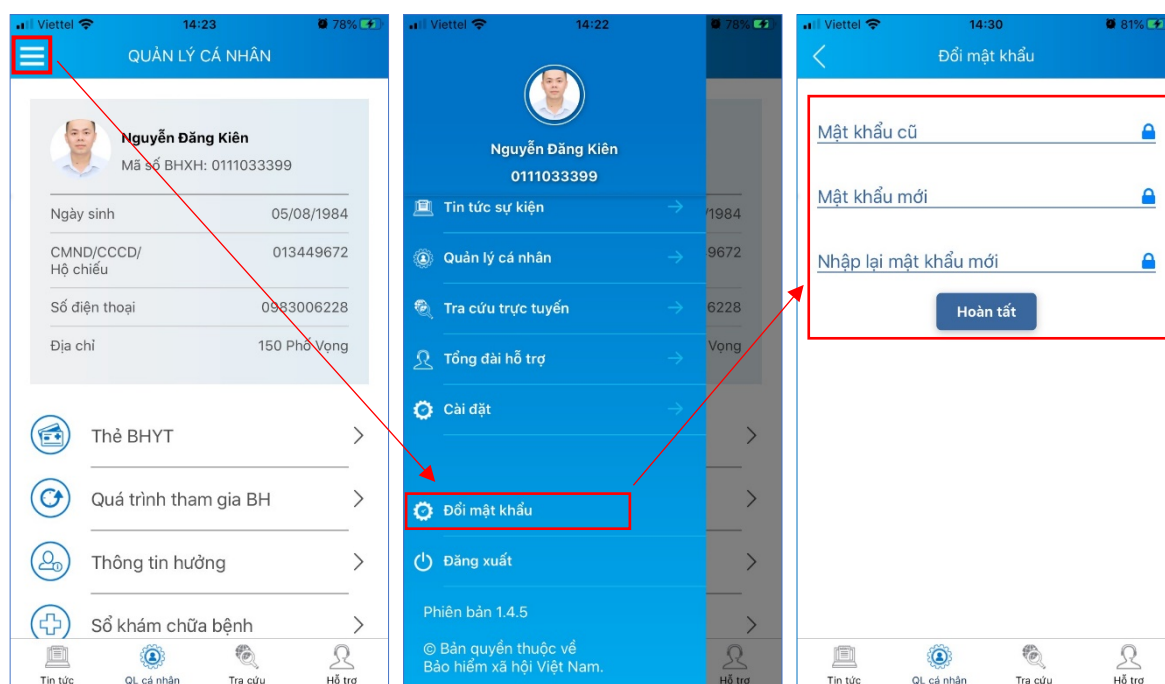 Viettel 14:23 78%
QUẢN LÝ CÁ NHÂN
Nguyễn Đăng Kiên
Mã số BHXH: 0111033399
Ngày sinh 05/08/1984
CMND/CCCD/ 013449672
Hộ chiếu
Số điện thoại 0983006228
Địa chỉ 150 Phố Vọng
Thẻ BHYT
Quá trình tham gia BH
Thông tin hưởng
Sổ khám chữa bệnh
Tin tức QL cá nhân Tra cứu Hỗ trợ
Viettel 14:22 78%
Nguyễn Đăng Kiên
0111033399
Tin tức sự kiện /1984
Quản lý cá nhân 9672
Tra cứu trực tuyến 6228
Tổng đài hỗ trợ Vọng
Cài đặt
Đổi mật khẩu
Đăng xuất
Phiên bản 1.4.5
© Bản quyền thuộc về
Bảo hiểm xã hội Việt Nam.
Hỗ trợ
Viettel 14:30 81%
Đổi mật khẩu
Mật khẩu cũ
Mật khẩu mới
Nhập lại mật khẩu mới
Hoàn tất
Tin tức QL cá nhân Tra cứu Hỗ trợ